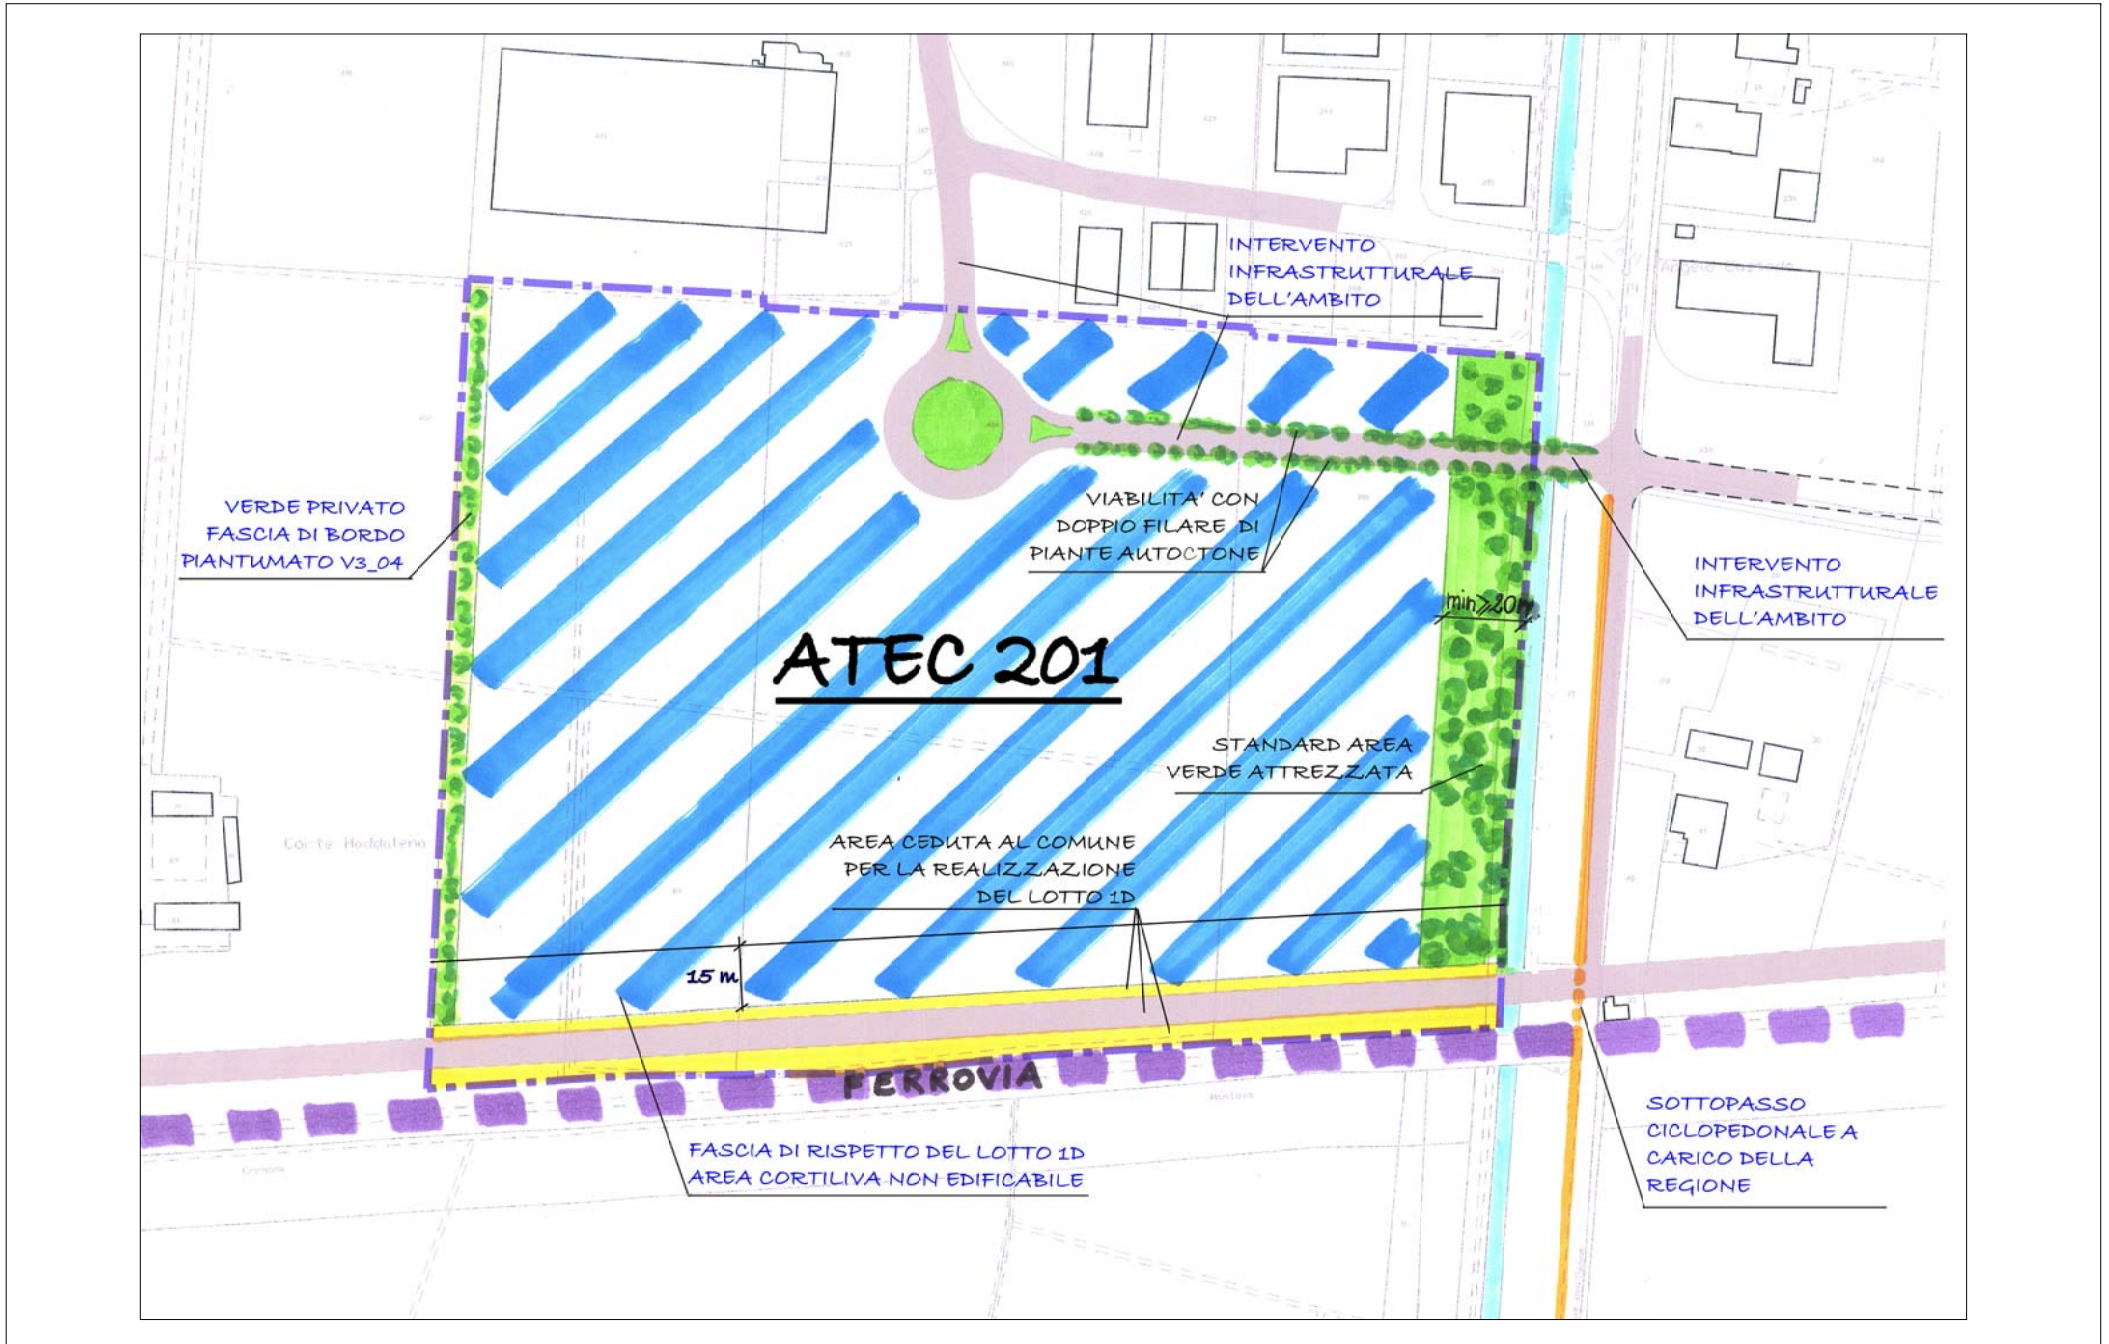 INTERVENTO
INFRASTRUTTURALE
DELL'AMBITO
VERDE PRIVATO
FASCIA DI BORDO
PIANTUMATO V3_04
VIABILITA' CON
DOPPIO FILARE DI
PIANTE AUTOCTONE
INTERVENTO
INFRASTRUTTURALE
DELL'AMBITO
min≥20m
ATEC 201
STANDARD AREA
VERDE ATTREZZATA
Corte Maddalena
AREA CEDUTA AL COMUNE
PER LA REALIZZAZIONE
DEL LOTTO 1D
15 m
FERROVIA
Mantova
Cremona
FASCIA DI RISPETTO DEL LOTTO 1D
AREA CORTILIVA NON EDIFICABILE
SOTTOPASSO
CICLOPEDONALE A
CARICO DELLA
REGIONE